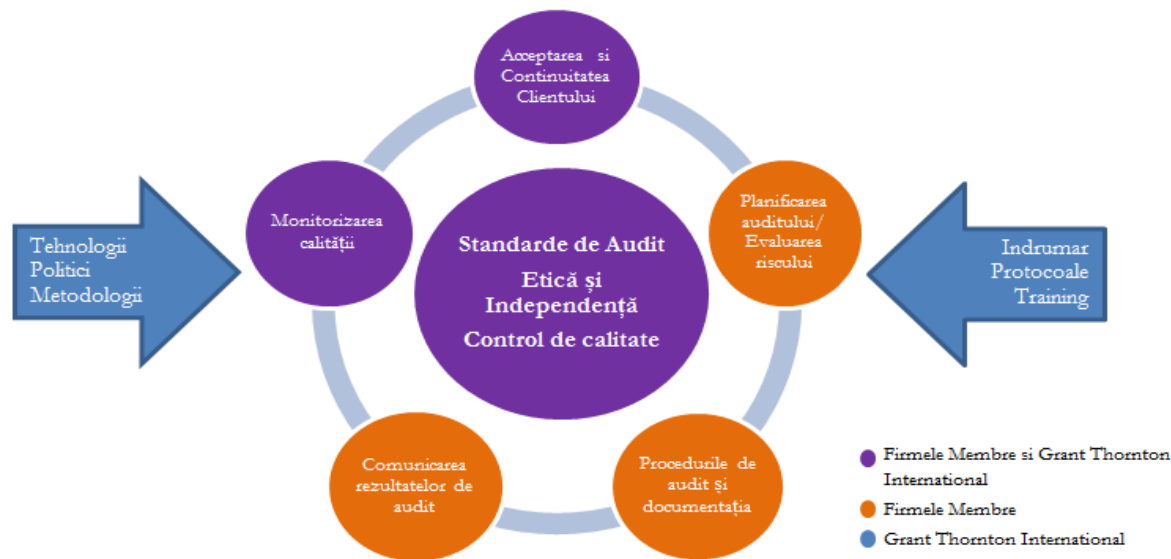 Acceptarea si
Continuitatea
Clientului
Monitorizarea
calității
Planificarea
auditului/
Evaluarea
riscului
Standarde de Audit
Etică și
Independență
Control de calitate
Tehnologii
Politici
Metodologii
Indrumar
Protocoale
Training
Comunicarea
rezultatelor de
audit
Procedurile de
audit și
documentația
Firmele Membre si Grant Thornton
International
Firmele Membre
Grant Thornton International